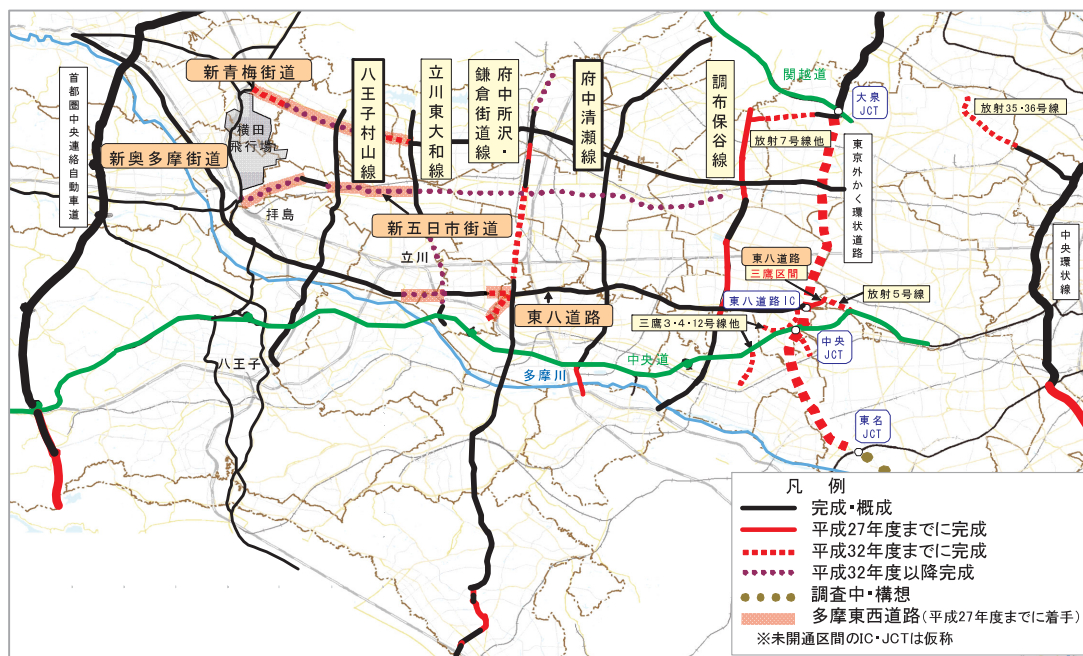 新青梅街道
八王子村山線
立川東大和線
府中所沢・
鎌倉街道線
府中清瀬線
調布保谷線
関越道
大泉
JCT
放射35・36号線
放射7号線他
首都圏中央連絡自動車道
横田
飛行場
新奥多摩街道
東京外かく環状道路
拝島
新五日市街道
立川
中央環状線
東八道路
三鷹区間
東八道路IC
放射5号線
東八道路
三鷹3・4・12号線他
八王子
中央道
中央
JCT
多摩川
東名
JCT
凡 例
完成・概成
平成27年度までに完成
平成32年度までに完成
平成32年度以降完成
調査中・構想
多摩東西道路(平成27年度までに着手)
※未開通区間のIC・JCTは仮称